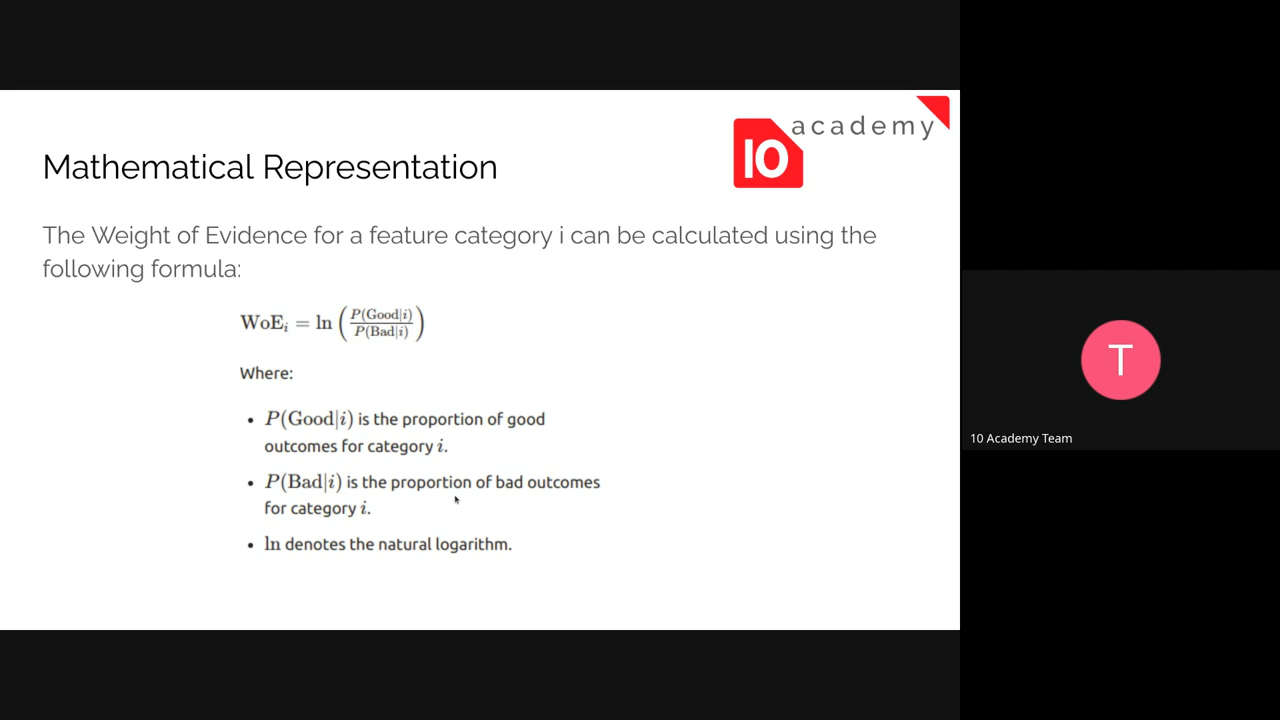 10 academy
Mathematical Representation
The Weight of Evidence for a feature category i can be calculated using the
following formula:
WoEᵢ = ln (P(Good|i) / P(Bad|i))
Where:
• P(Good|i) is the proportion of good
outcomes for category i.
• P(Bad|i) is the proportion of bad outcomes
for category i.
• ln denotes the natural logarithm.
T
10 Academy Team